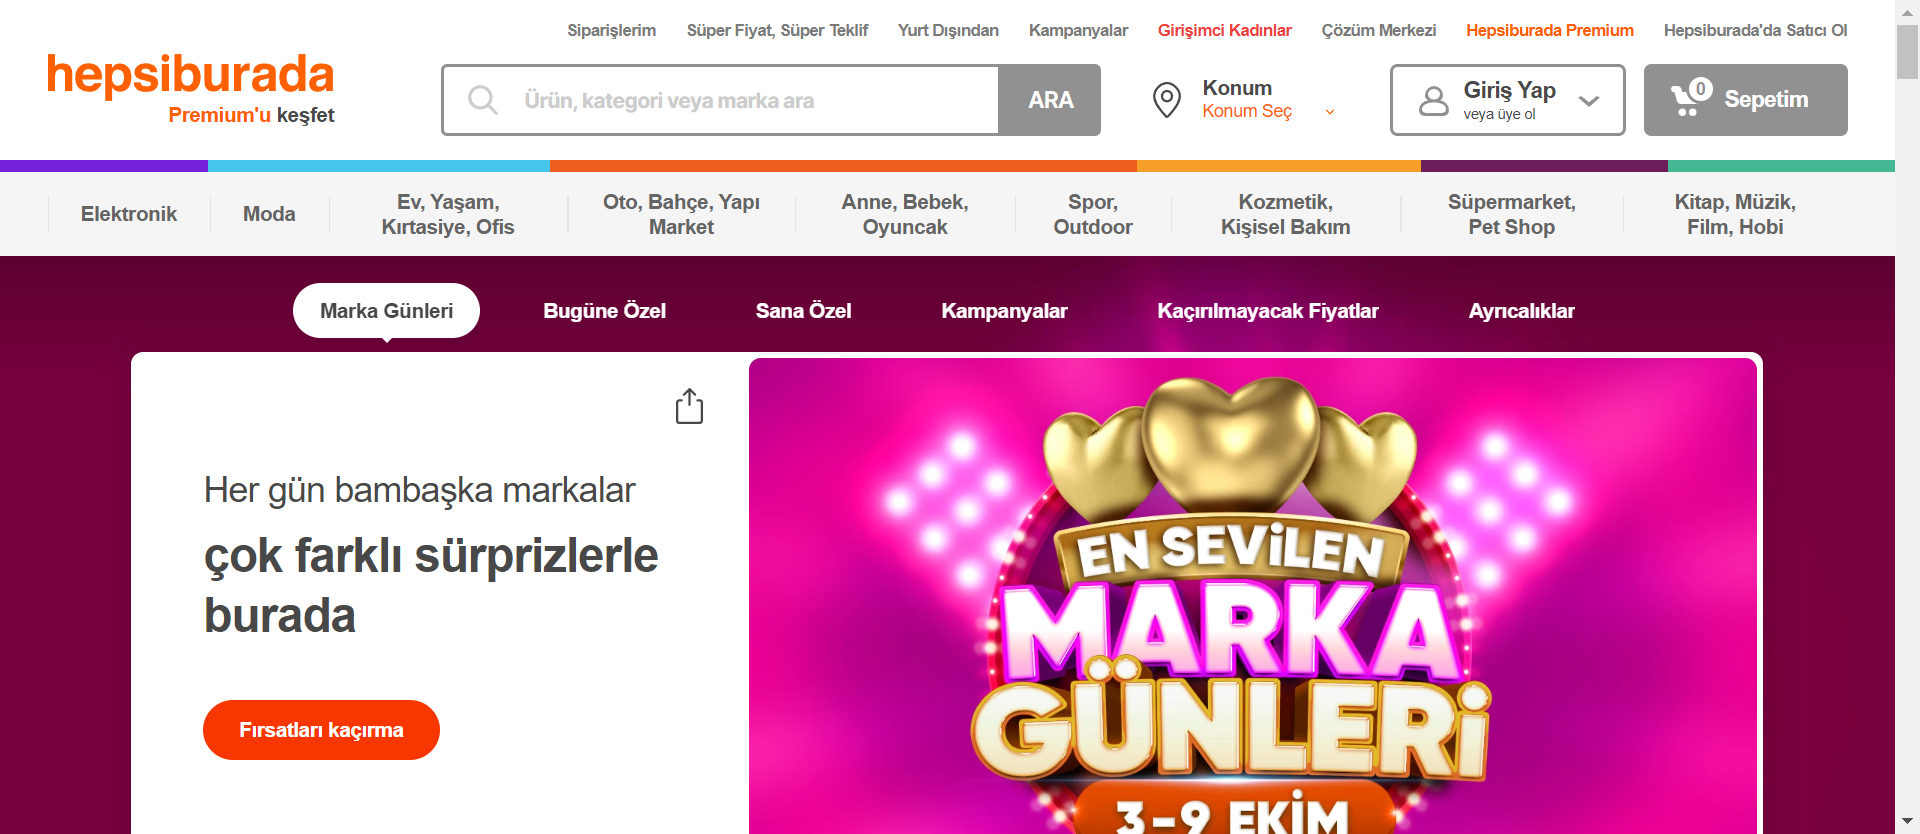 Siparişlerim
Süper Fiyat, Süper Teklif
Yurt Dışından
Kampanyalar
Girişimci Kadınlar
Çözüm Merkezi
Hepsiburada Premium
Hepsiburada'da Satıcı Ol
hepsiburada
Premium'u keşfet
Ürün, kategori veya marka ara
ARA
Konum
Konum Seç
Giriş Yap
veya üye ol
0
Sepetim
Elektronik
Moda
Ev, Yaşam,
Kırtasiye, Ofis
Oto, Bahçe, Yapı
Market
Anne, Bebek,
Oyuncak
Spor,
Outdoor
Kozmetik,
Kişisel Bakım
Süpermarket,
Pet Shop
Kitap, Müzik,
Film, Hobi
Marka Günleri
Bugüne Özel
Sana Özel
Kampanyalar
Kaçırılmayacak Fiyatlar
Ayrıcalıklar
Her gün bambaşka markalar
çok farklı sürprizlerle
burada
Fırsatları kaçırma
EN SEVİLEN
MARKA
GÜNLERİ
3-9 EKİM